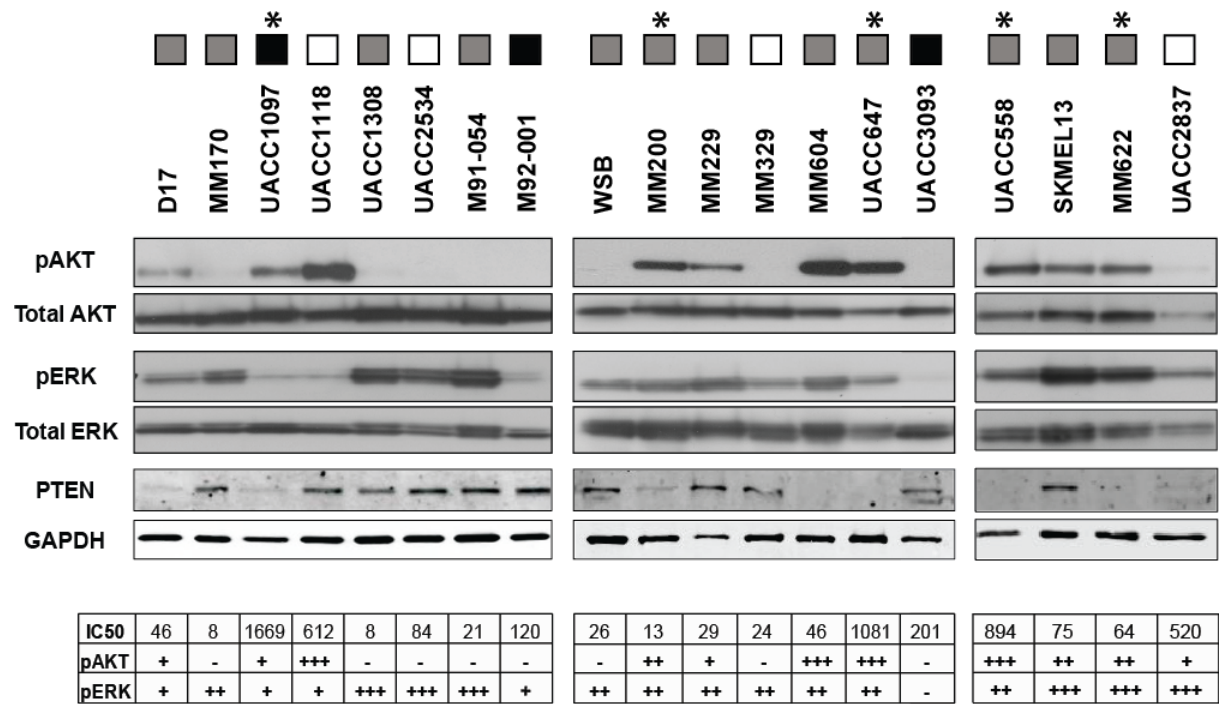 * * * * *
D17 MM170 UACC1097 UACC1118 UACC1308 UACC2534 M91-054 M92-001 WSB MM200 MM229 MM329 MM604 UACC647 UACC3093 UACC558 SKMEL13 MM622 UACC2837
pAKT
Total AKT
pERK
Total ERK
PTEN
GAPDH
IC50 46 8 1669 612 8 84 21 120 26 13 29 24 46 1081 201 894 75 64 520
pAKT + - + +++ - - - - - ++ + - +++ +++ - +++ ++ ++ +
pERK + ++ + + +++ +++ +++ + ++ ++ ++ ++ ++ ++ - ++ +++ +++ +++